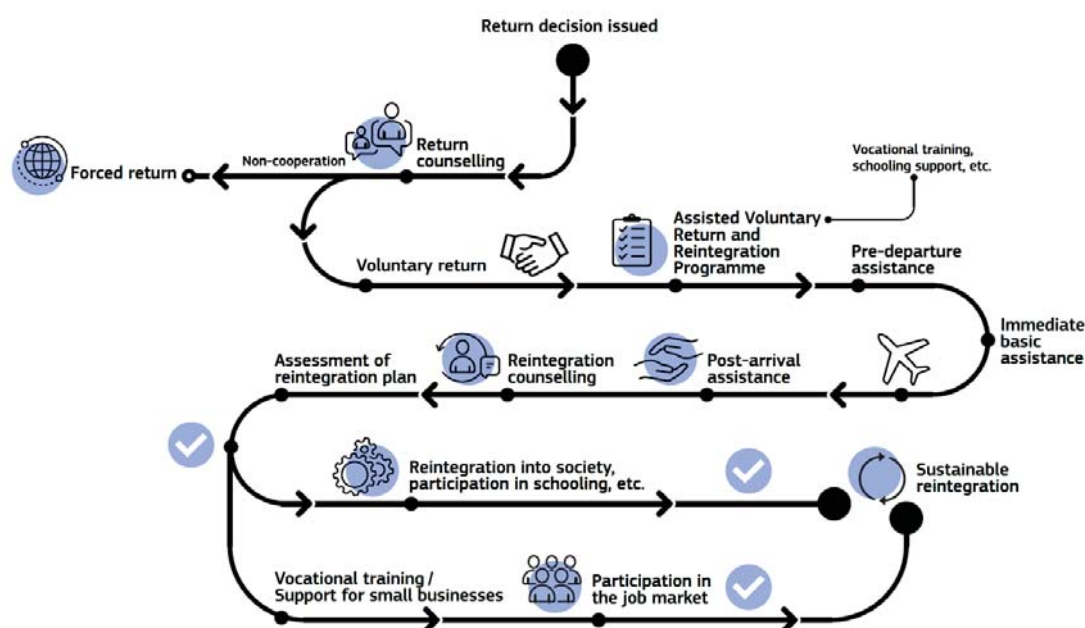 Return decision issued
Return
counselling
Non-cooperation
Forced return
Vocational training,
schooling support, etc.
Voluntary return
Assisted Voluntary
Return and
Reintegration
Programme
Pre-departure
assistance
Immediate
basic
assistance
Assessment of
reintegration plan
Reintegration
counselling
Post-arrival
assistance
Reintegration into society,
participation in schooling, etc.
Sustainable
reintegration
Vocational training /
Support for small businesses
Participation in
the job market